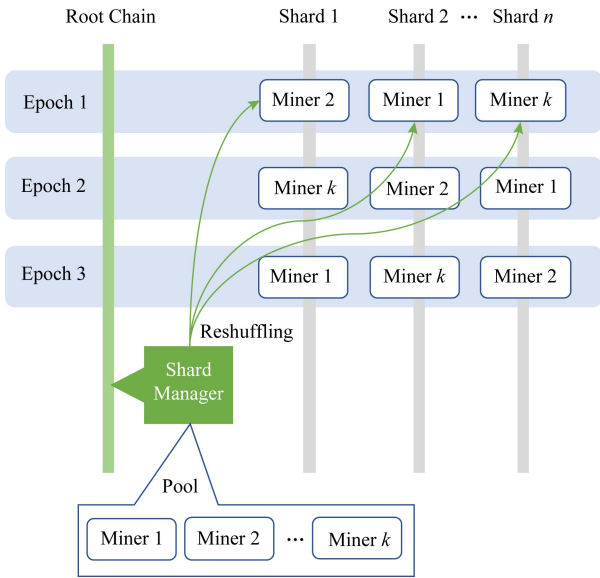 Root Chain
Shard 1
Shard 2 ··· Shard n
Epoch 1
Miner 2
Miner 1
Miner k
Epoch 2
Miner k
Miner 2
Miner 1
Epoch 3
Miner 1
Miner k
Miner 2
Reshuffling
Shard
Manager
Pool
Miner 1
Miner 2
···
Miner k